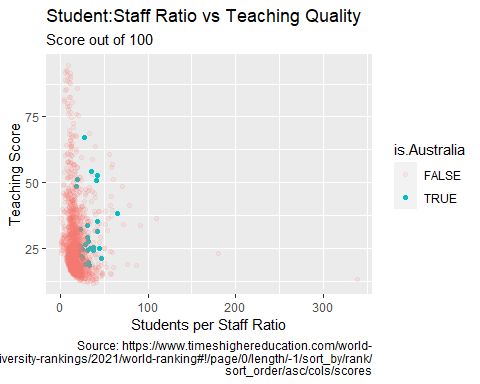 Student:Staff Ratio vs Teaching Quality
Score out of 100
Teaching Score
75
50
25
0
100
200
300
Students per Staff Ratio
is.Australia
FALSE
TRUE
Source: https://www.timeshighereducation.com/world-
iversity-rankings/2021/world-ranking#!/page/0/length/-1/sort_by/rank/
sort_order/asc/cols/scores